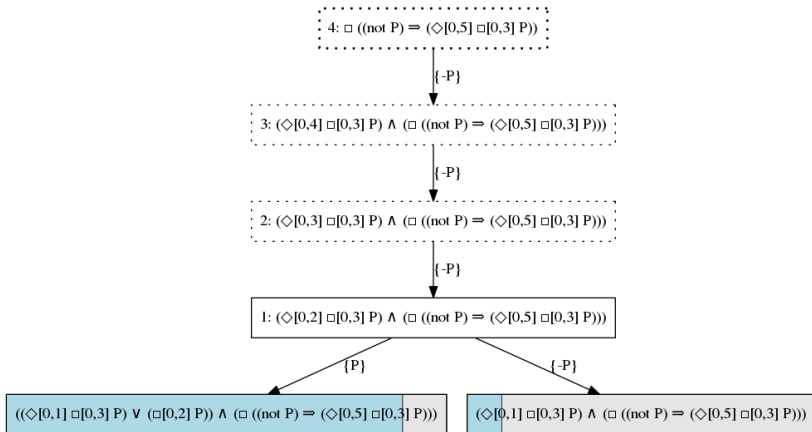 4: □ ((not P) ⇒ (◇[0,5] □[0,3] P))
{-P}
3: (◇[0,4] □[0,3] P) ∧ (□ ((not P) ⇒ (◇[0,5] □[0,3] P)))
{-P}
2: (◇[0,3] □[0,3] P) ∧ (□ ((not P) ⇒ (◇[0,5] □[0,3] P)))
{-P}
1: (◇[0,2] □[0,3] P) ∧ (□ ((not P) ⇒ (◇[0,5] □[0,3] P)))
{P} {-P}
((◇[0,1] □[0,3] P) ∨ (□[0,2] P)) ∧ (□ ((not P) ⇒ (◇[0,5] □[0,3] P))) (◇[0,1] □[0,3] P) ∧ (□ ((not P) ⇒ (◇[0,5] □[0,3] P)))